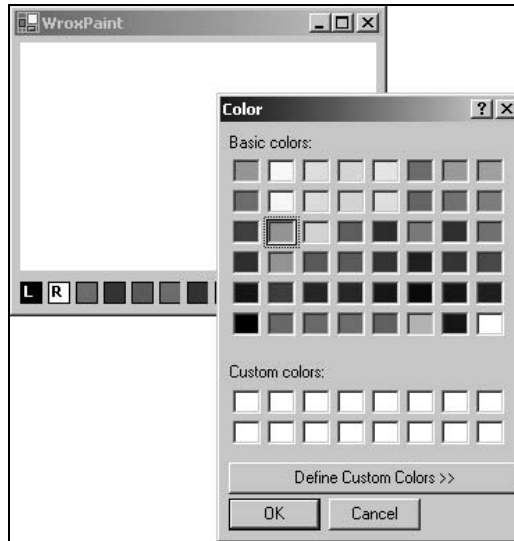 WroxPaint
Color
Basic colors:
L R
Custom colors:
Define Custom Colors >>
OK Cancel